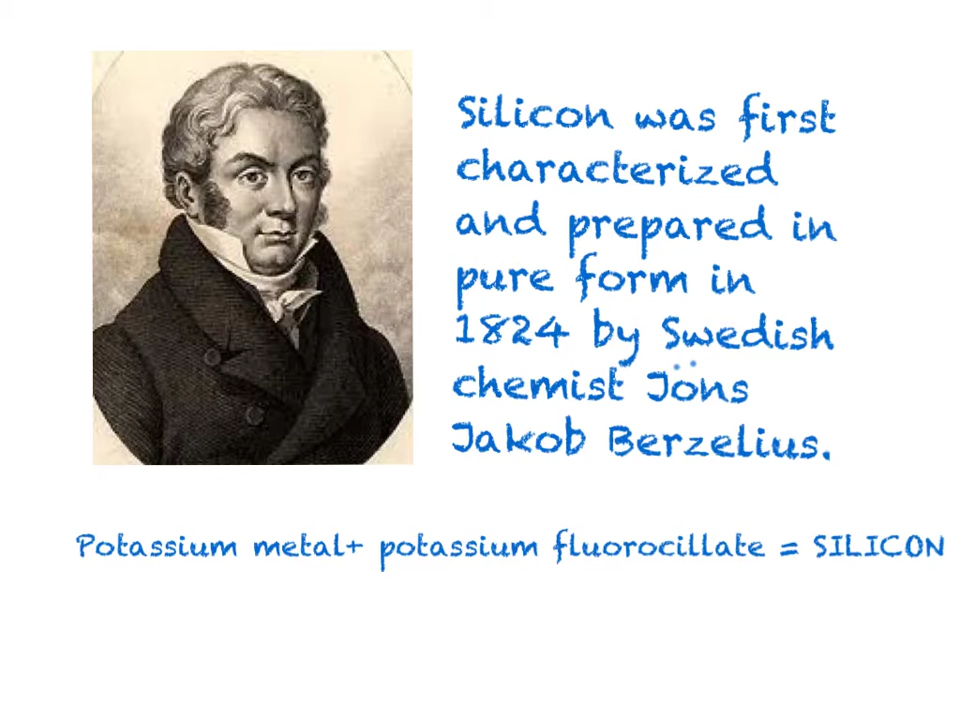 Silicon was first
characterized
and prepared in
pure form in
1824 by Swedish
chemist Jöns
Jakob Berzelius.
Potassium metal+ potassium fluorocillate = SILICON